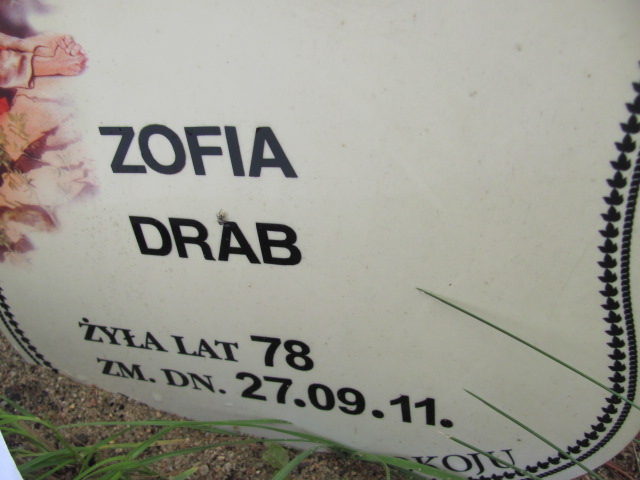 ZOFIA
DRAB
ŻYŁA LAT 78
ZM. DN. 27.09.11.